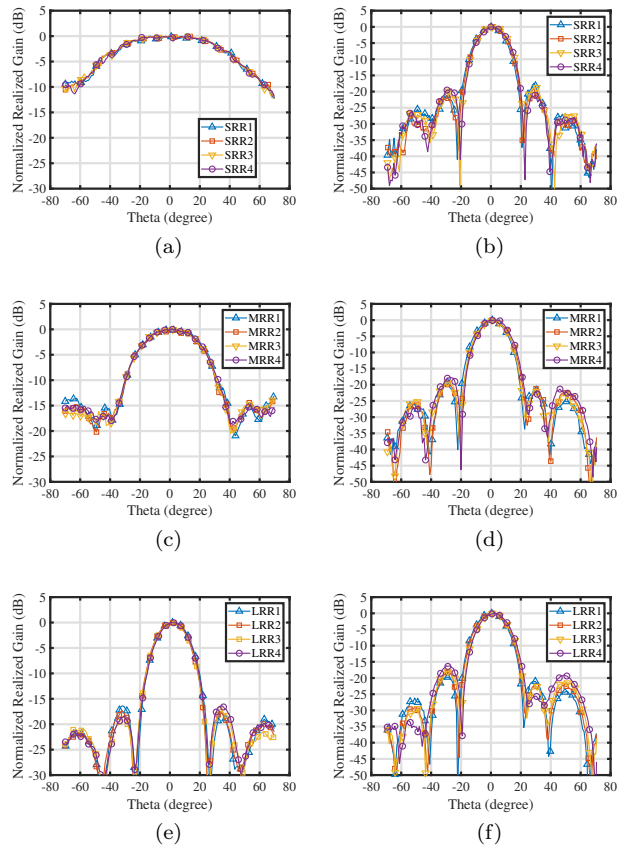 Normalized Realized Gain (dB)
5
0
-5
-10
-15
-20
-25
-30
SRR1
SRR2
SRR3
SRR4
-80 -60 -40 -20 0 20 40 60 80
Theta (degree)
(a)
Normalized Realized Gain (dB)
5
0
-5
-10
-15
-20
-25
-30
-35
-40
-45
-50
SRR1
SRR2
SRR3
SRR4
-80 -60 -40 -20 0 20 40 60 80
Theta (degree)
(b)
Normalized Realized Gain (dB)
5
0
-5
-10
-15
-20
-25
-30
MRR1
MRR2
MRR3
MRR4
-80 -60 -40 -20 0 20 40 60 80
Theta (degree)
(c)
Normalized Realized Gain (dB)
5
0
-5
-10
-15
-20
-25
-30
-35
-40
-45
-50
MRR1
MRR2
MRR3
MRR4
-80 -60 -40 -20 0 20 40 60 80
Theta (degree)
(d)
Normalized Realized Gain (dB)
5
0
-5
-10
-15
-20
-25
-30
LRR1
LRR2
LRR3
LRR4
-80 -60 -40 -20 0 20 40 60 80
Theta (degree)
(e)
Normalized Realized Gain (dB)
5
0
-5
-10
-15
-20
-25
-30
-35
-40
-45
-50
LRR1
LRR2
LRR3
LRR4
-80 -60 -40 -20 0 20 40 60 80
Theta (degree)
(f)